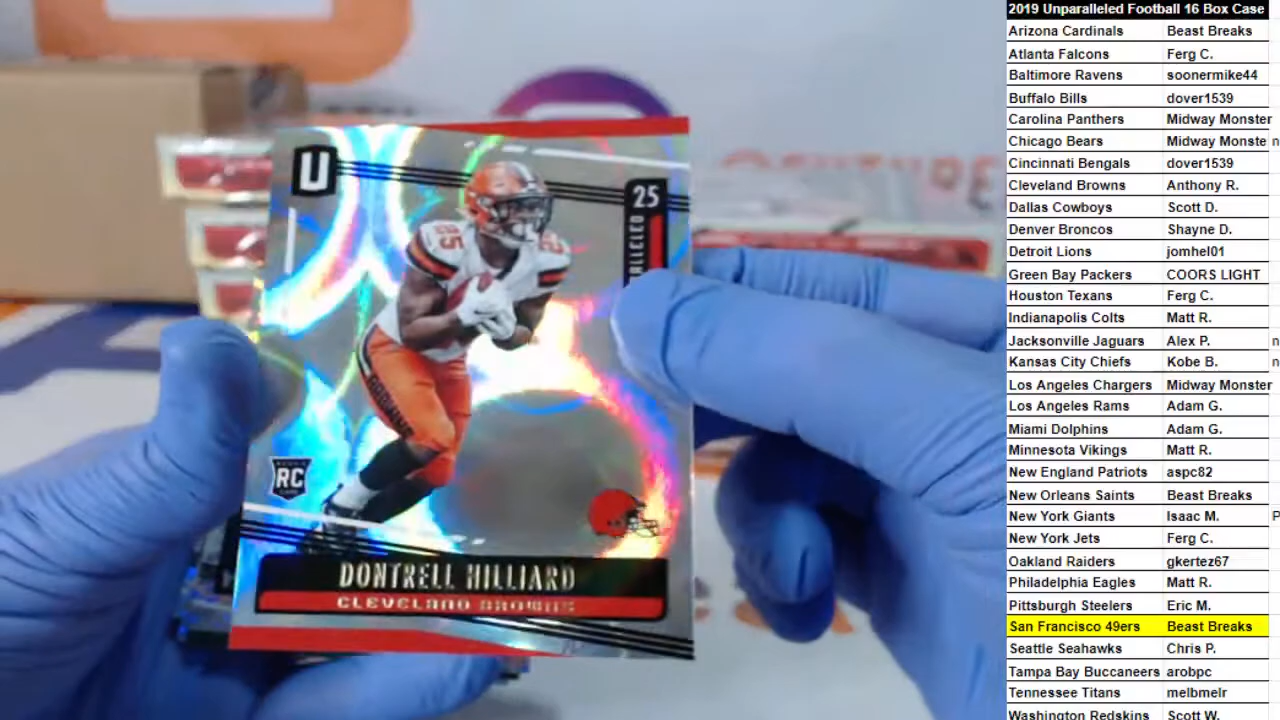 U
25
RC
DONTRELL HILLIARD
CLEVELAND BROWNS
2019 Unparalleled Football 16 Box Case
Arizona Cardinals Beast Breaks
Atlanta Falcons Ferg C.
Baltimore Ravens soonermike44
Buffalo Bills dover1539
Carolina Panthers Midway Monster
Chicago Bears Midway Monste n
Cincinnati Bengals dover1539
Cleveland Browns Anthony R.
Dallas Cowboys Scott D.
Denver Broncos Shayne D.
Detroit Lions jomhel01
Green Bay Packers COORS LIGHT
Houston Texans Ferg C.
Indianapolis Colts Matt R.
Jacksonville Jaguars Alex P. n
Kansas City Chiefs Kobe B. n
Los Angeles Chargers Midway Monster
Los Angeles Rams Adam G.
Miami Dolphins Adam G.
Minnesota Vikings Matt R.
New England Patriots aspc82
New Orleans Saints Beast Breaks
New York Giants Isaac M. P
New York Jets Ferg C.
Oakland Raiders gkertez67
Philadelphia Eagles Matt R.
Pittsburgh Steelers Eric M.
San Francisco 49ers Beast Breaks
Seattle Seahawks Chris P.
Tampa Bay Buccaneers arobpc
Tennessee Titans melbmelr
Washington Redskins Scott W.